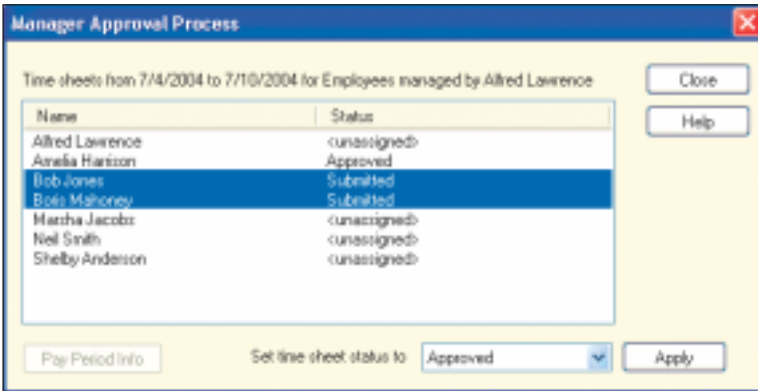 Manager Approval Process
Time sheets from 7/4/2004 to 7/10/2004 for Employees managed by Alfred Lawrence
Close
Help
Name Status
Alfred Lawrence <unassigned>
Amelia Harrison Approved
Bob Jones Submitted
Boris Mahoney Submitted
Marsha Jacobs <unassigned>
Neil Smith <unassigned>
Shelby Anderson <unassigned>
Pay Period Info
Set time sheet status to Approved Apply